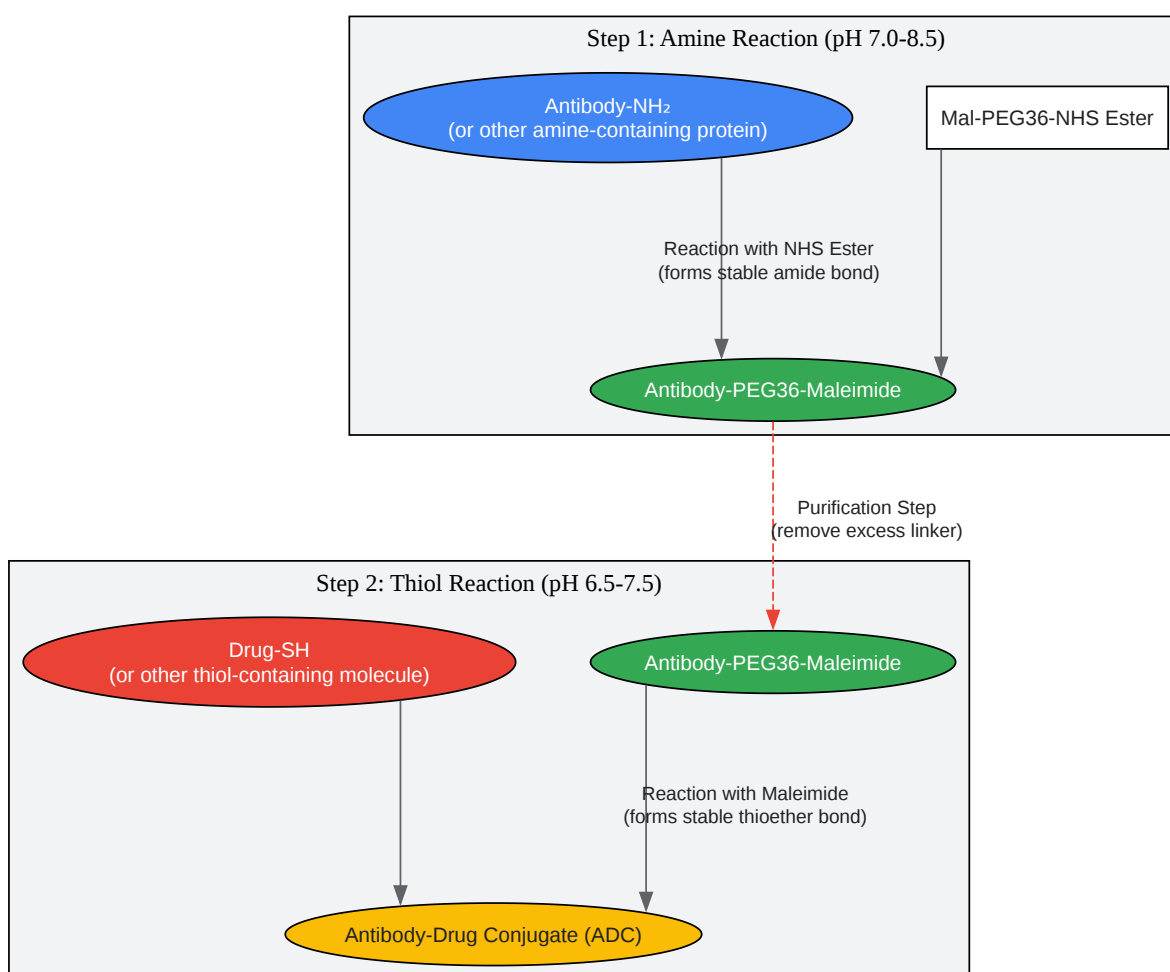 Step 1: Amine Reaction (pH 7.0-8.5)
Antibody-NH₂
(or other amine-containing protein)
Mal-PEG36-NHS Ester
Reaction with NHS Ester
(forms stable amide bond)
Antibody-PEG36-Maleimide
Purification Step
(remove excess linker)
Step 2: Thiol Reaction (pH 6.5-7.5)
Drug-SH
(or other thiol-containing molecule)
Antibody-PEG36-Maleimide
Reaction with Maleimide
(forms stable thioether bond)
Antibody-Drug Conjugate (ADC)